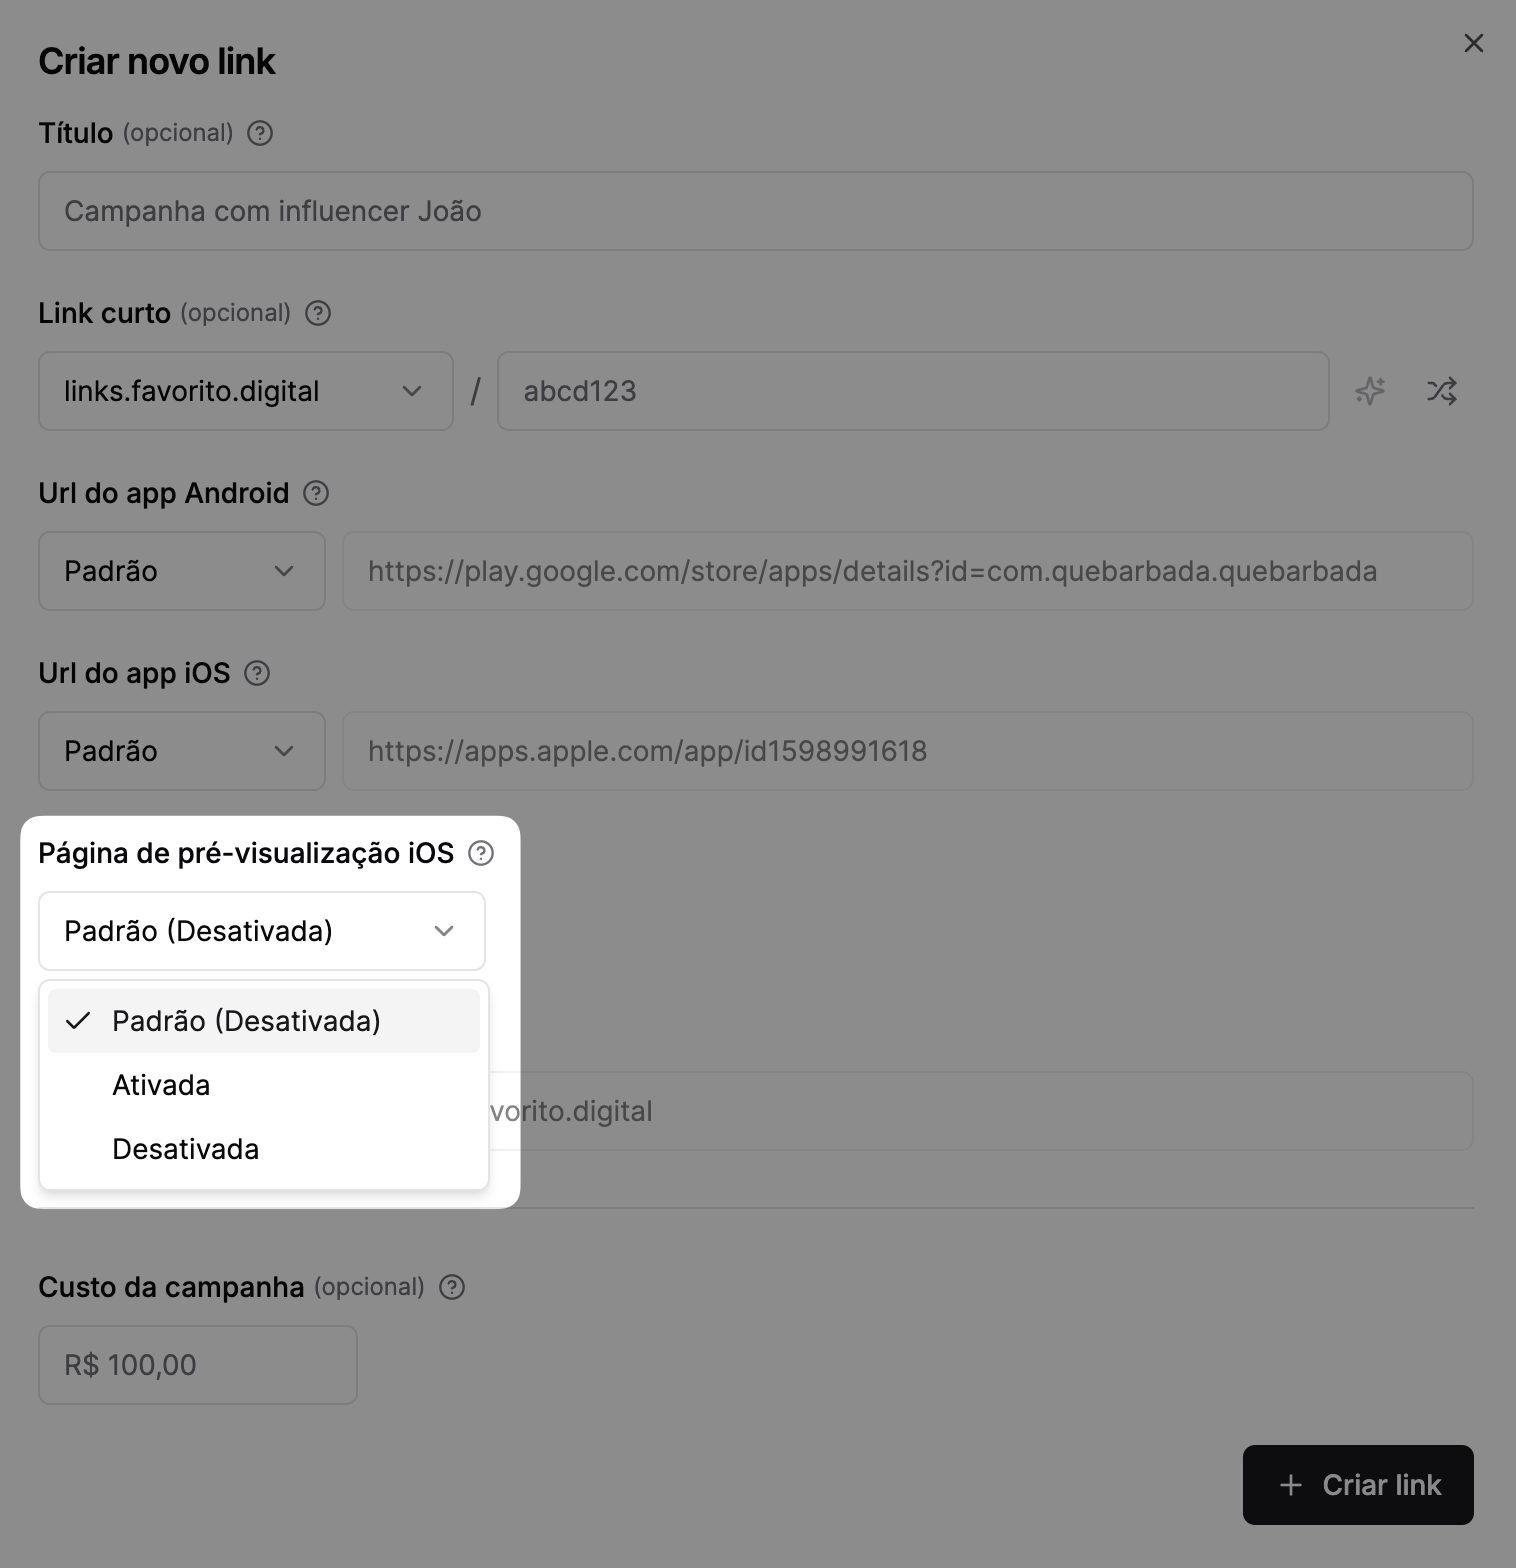 Criar novo link
Título (opcional)
Campanha com influencer João
Link curto (opcional)
links.favorito.digital / abcd123
Url do app Android
Padrão https://play.google.com/store/apps/details?id=com.quebarbada.quebarbada
Url do app iOS
Padrão https://apps.apple.com/app/id1598991618
Página de pré-visualização iOS
Padrão (Desativada)
Padrão (Desativada)
Ativada
vorito.digital
Desativada
Custo da campanha (opcional)
R$ 100,00
Criar link